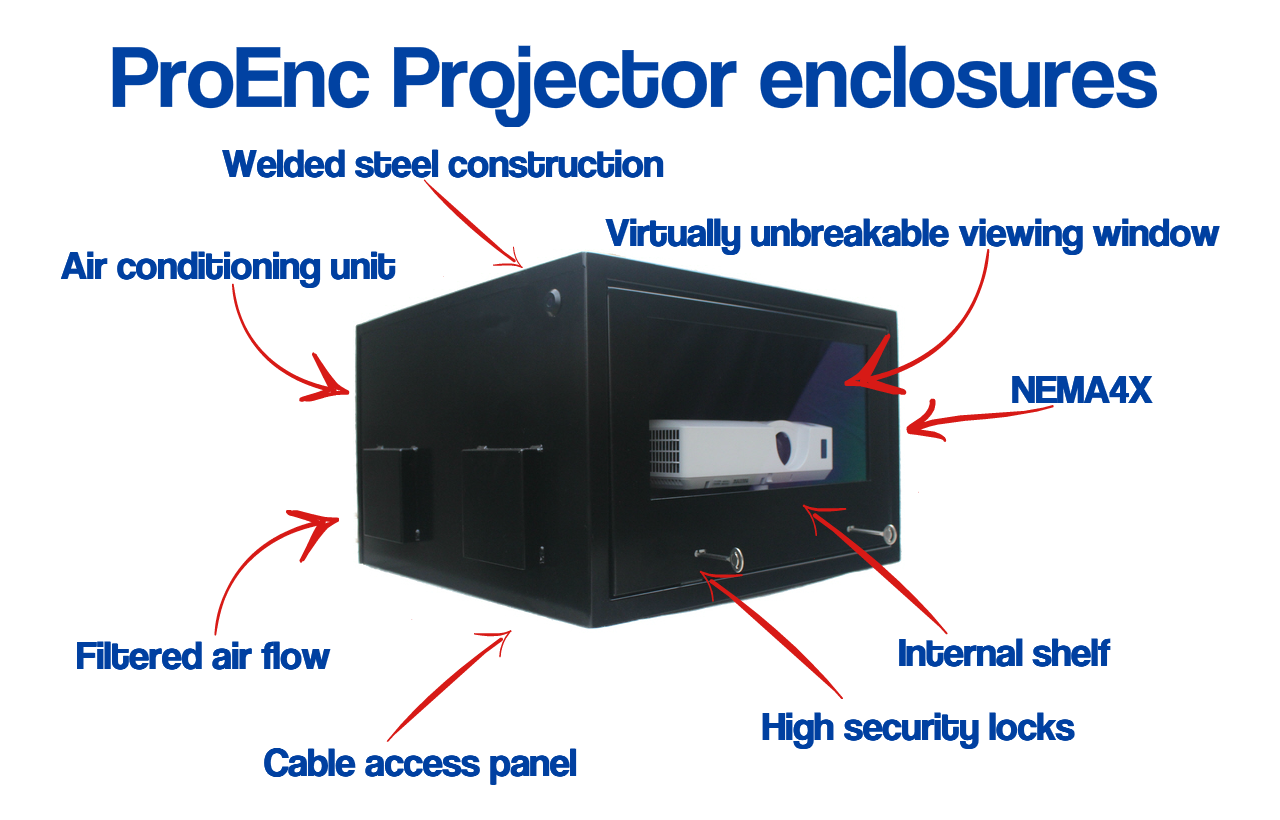 ProEnc Projector enclosures
Welded steel construction
Virtually unbreakable viewing window
Air conditioning unit
NEMA4X
Filtered air flow
Internal shelf
High security locks
Cable access panel